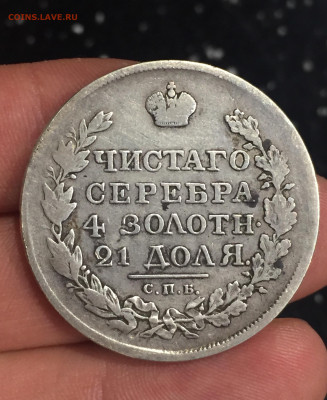 COINS.LAVE.RU
ЧИСТАГО
СЕРЕБРА
4 ЗОЛОТН.
21 ДОЛЯ.
С.П.Б.